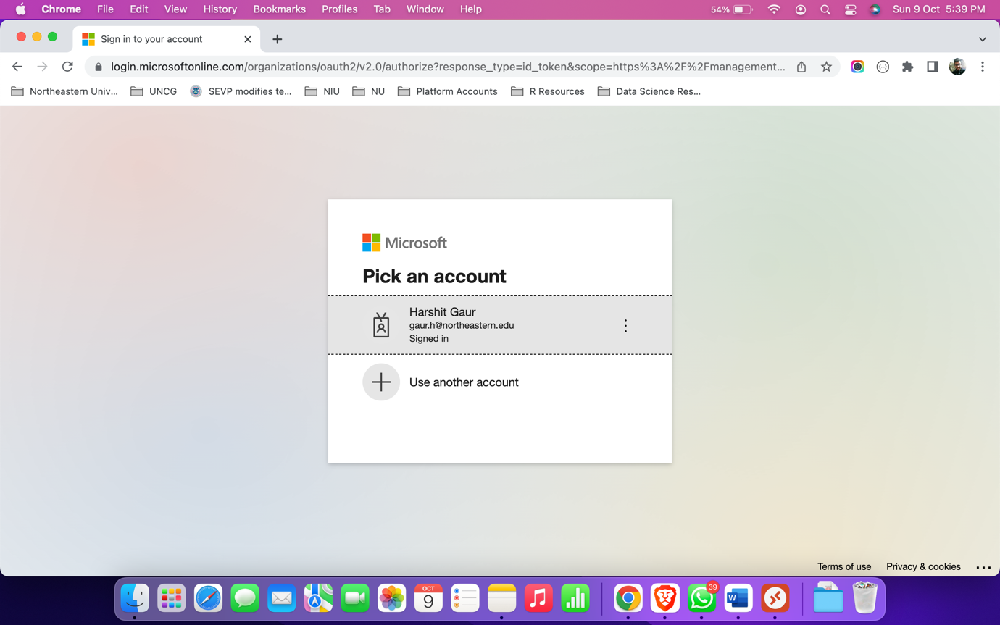 Chrome File Edit View History Bookmarks Profiles Tab Window Help 54% Sun 9 Oct 5:39 PM
Sign in to your account
login.microsoftonline.com/organizations/oauth2/v2.0/authorize?response_type=id_token&scope=https%3A%2F%2Fmanagement...
Northeastern Univ... UNCG SEVP modifies te... NIU NU Platform Accounts R Resources Data Science Res...
Microsoft
Pick an account
Harshit Gaur
gaur.h@northeastern.edu
Signed in
Use another account
Terms of use Privacy & cookies
OCT
9
39
W